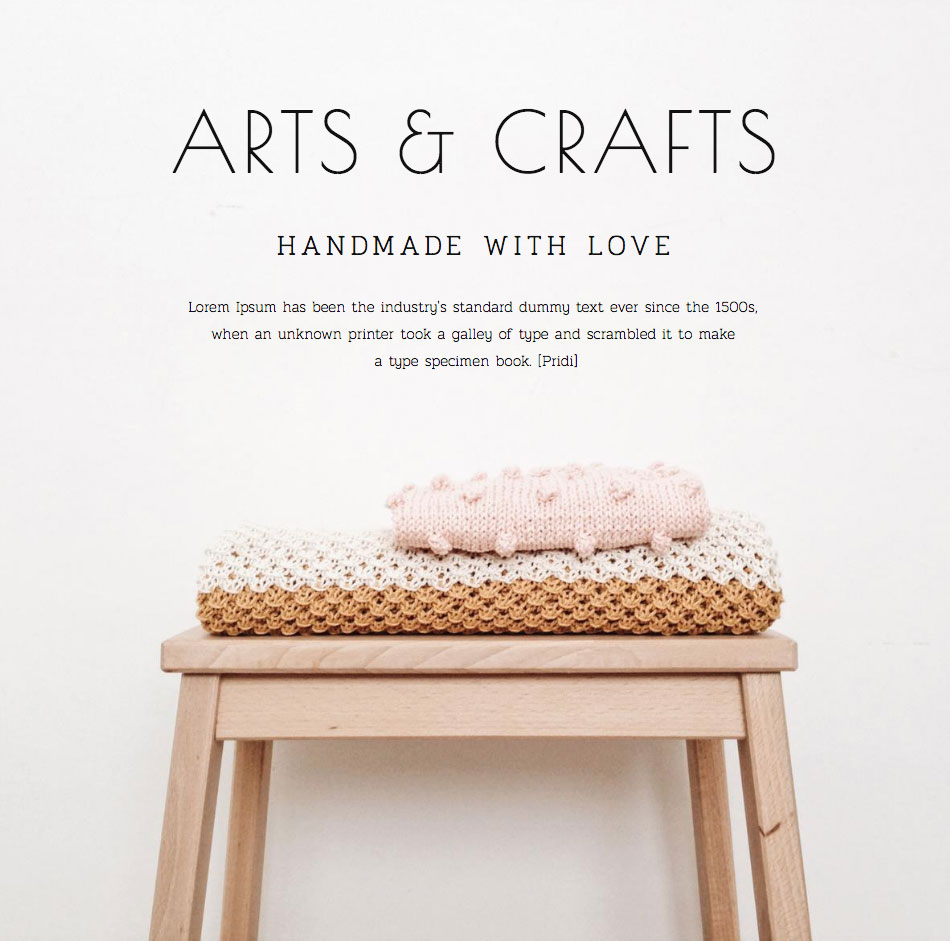 ARTS & CRAFTS
HANDMADE WITH LOVE
Lorem Ipsum has been the industry's standard dummy text ever since the 1500s,
when an unknown printer took a galley of type and scrambled it to make
a type specimen book. [Pridi]